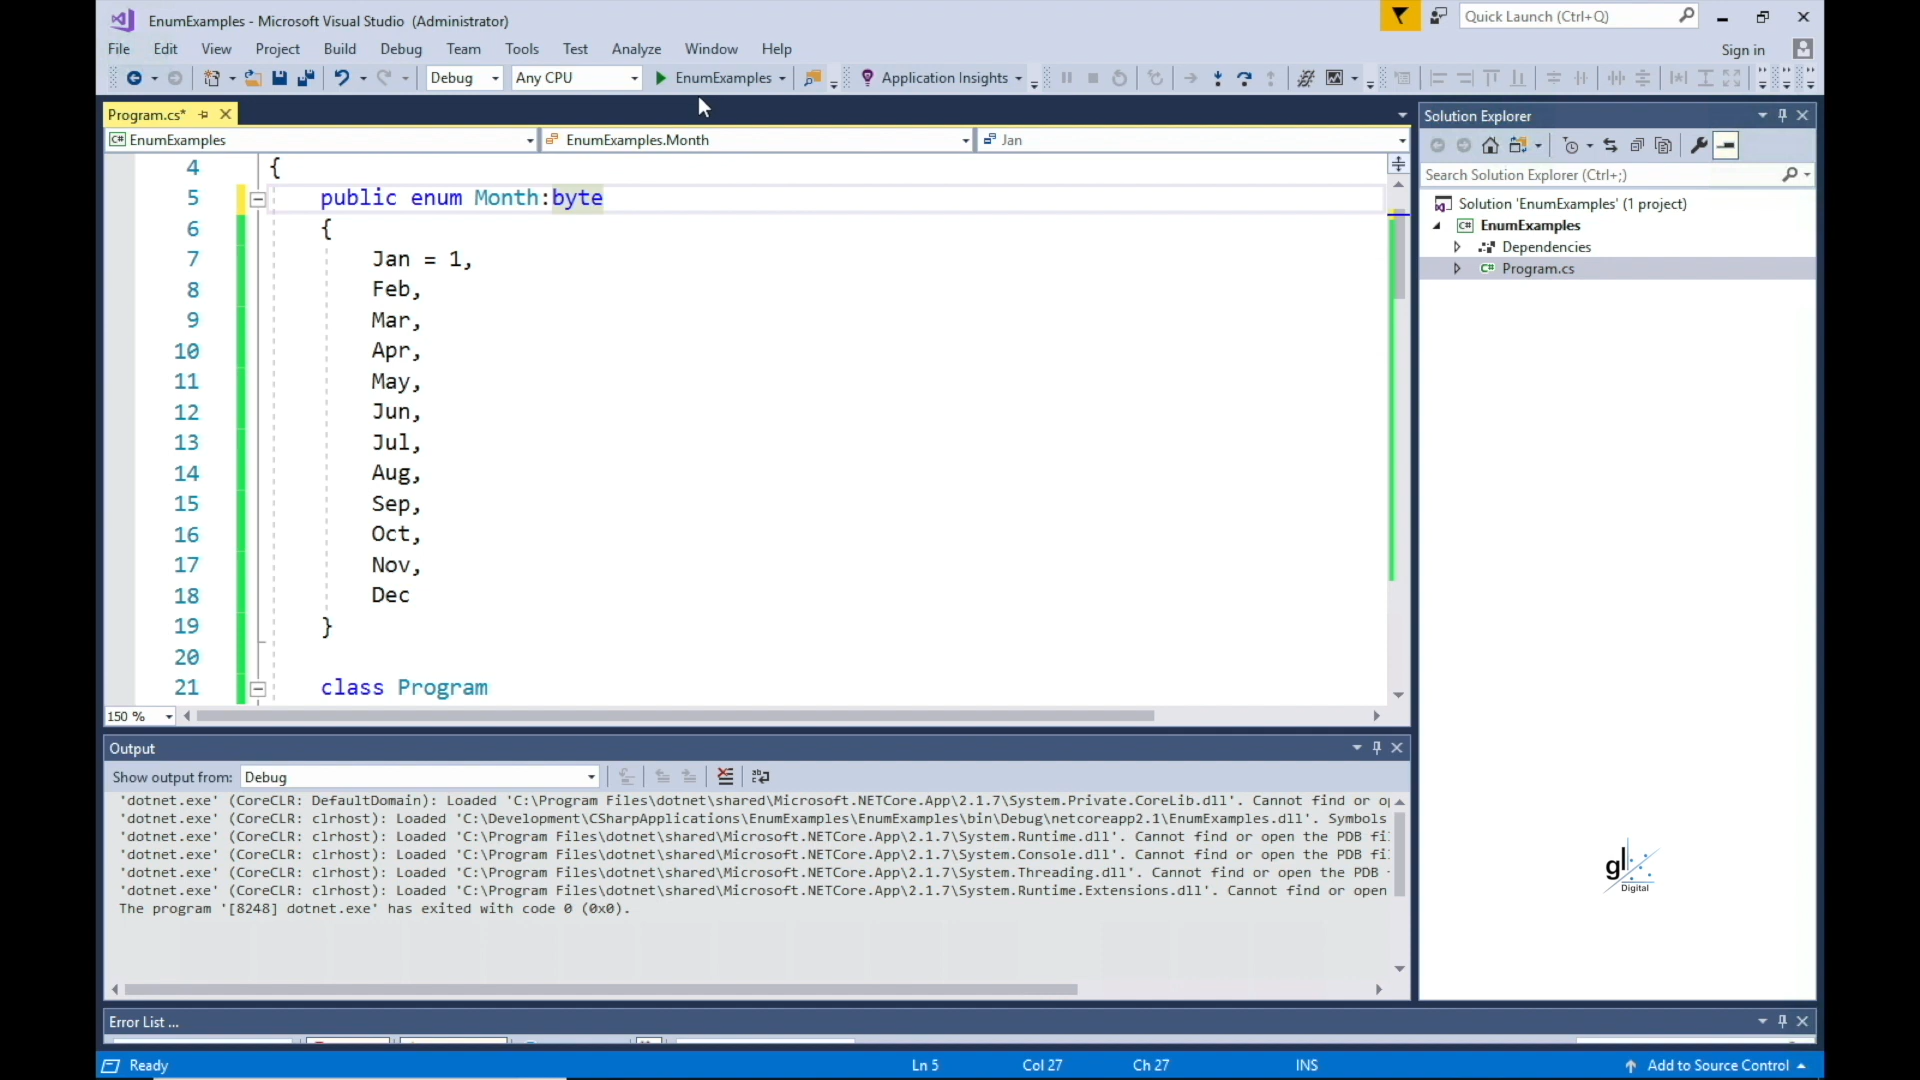 EnumExamples - Microsoft Visual Studio (Administrator)
Quick Launch (Ctrl+Q)
File Edit View Project Build Debug Team Tools Test Analyze Window Help
Sign in
Debug Any CPU EnumExamples Application Insights
Program.cs*
EnumExamples EnumExamples.Month Jan
4 {
5 public enum Month:byte
6 {
7 Jan = 1,
8 Feb,
9 Mar,
10 Apr,
11 May,
12 Jun,
13 Jul,
14 Aug,
15 Sep,
16 Oct,
17 Nov,
18 Dec
19 }
20
21 class Program
150 %
Solution Explorer
Search Solution Explorer (Ctrl+;)
Solution 'EnumExamples' (1 project)
C# EnumExamples
Dependencies
C# Program.cs
Output
Show output from: Debug
'dotnet.exe' (CoreCLR: DefaultDomain): Loaded 'C:\Program Files\dotnet\shared\Microsoft.NETCore.App\2.1.7\System.Private.CoreLib.dll'. Cannot find or o
'dotnet.exe' (CoreCLR: clrhost): Loaded 'C:\Development\CSharpApplications\EnumExamples\EnumExamples\bin\Debug\netcoreapp2.1\EnumExamples.dll'. Symbols
'dotnet.exe' (CoreCLR: clrhost): Loaded 'C:\Program Files\dotnet\shared\Microsoft.NETCore.App\2.1.7\System.Runtime.dll'. Cannot find or open the PDB fi
'dotnet.exe' (CoreCLR: clrhost): Loaded 'C:\Program Files\dotnet\shared\Microsoft.NETCore.App\2.1.7\System.Console.dll'. Cannot find or open the PDB fi
'dotnet.exe' (CoreCLR: clrhost): Loaded 'C:\Program Files\dotnet\shared\Microsoft.NETCore.App\2.1.7\System.Threading.dll'. Cannot find or open the PDB
'dotnet.exe' (CoreCLR: clrhost): Loaded 'C:\Program Files\dotnet\shared\Microsoft.NETCore.App\2.1.7\System.Runtime.Extensions.dll'. Cannot find or open
The program '[8248] dotnet.exe' has exited with code 0 (0x0).
gl
Digital
Error List ...
Ready Ln 5 Col 27 Ch 27 INS Add to Source Control